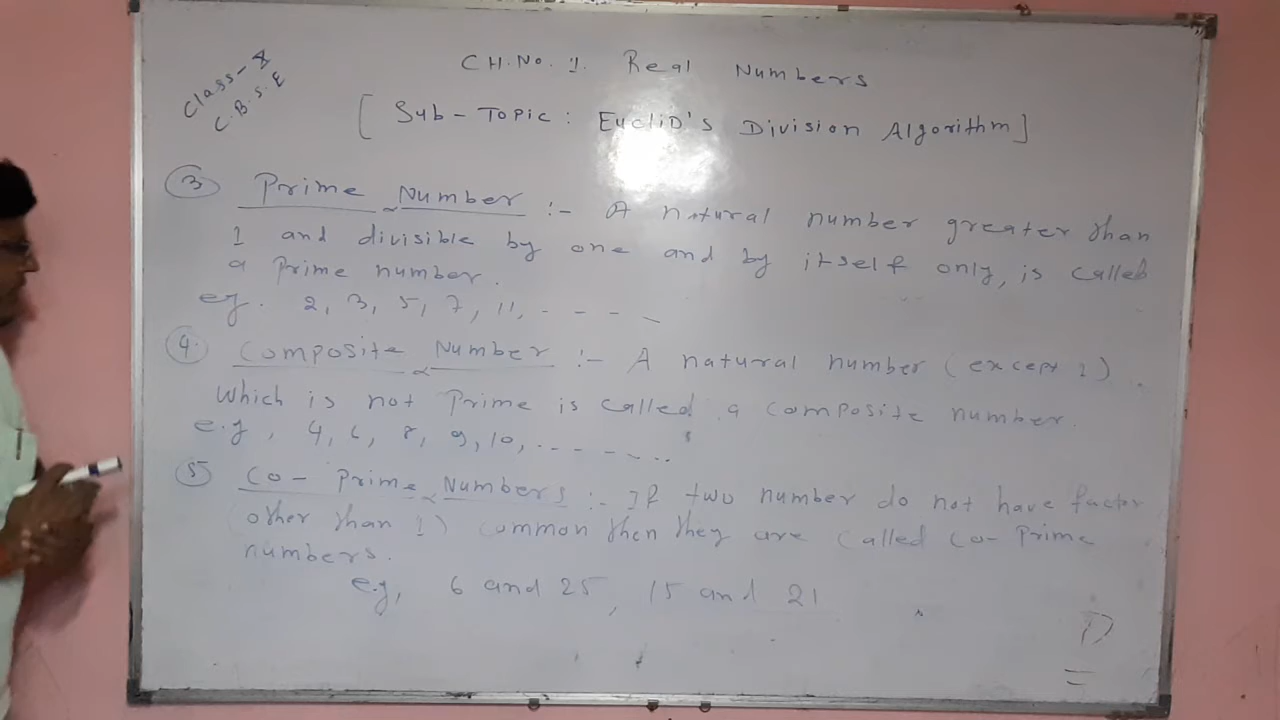 Class-X
C.B.S.E
CH.No. 1. Real Numbers
[Sub-Topic: EucliD's Division Algorithm]
③ Prime Number :- A natural number greater than
1 and divisible by one and by itself only, is called
a Prime number.
eg. 2, 3, 5, 7, 11, - - - - -
④ Composite Number :- A natural number (except 1)
Which is not Prime is called a composite number.
e.g, 4, 6, 8, 9, 10, - - - - - ..
⑤ Co-Prime Numbers :- If two number do not have factor
(other than 1) common then they are called co-Prime
numbers.
e.g, 6 and 25, 15 and 21
D